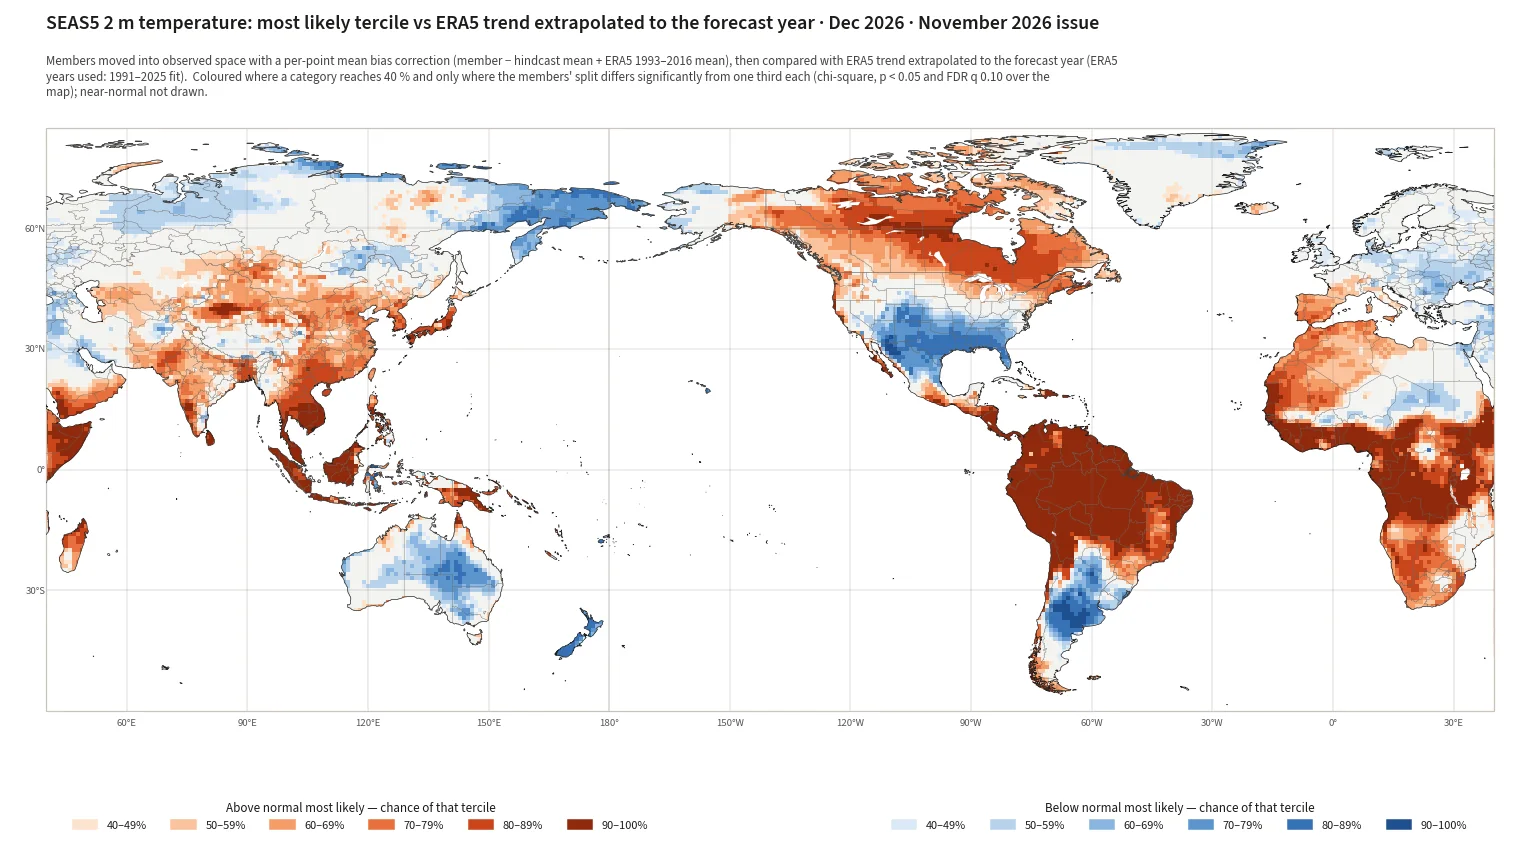 SEAS5 2 m temperature: most likely tercile vs ERA5 trend extrapolated to the forecast year · Dec 2026 · November 2026 issue
Members moved into observed space with a per-point mean bias correction (member − hindcast mean + ERA5 1993–2016 mean), then compared with ERA5 trend extrapolated to the forecast year (ERA5
years used: 1991–2025 fit). Coloured where a category reaches 40 % and only where the members' split differs significantly from one third each (chi-square, p < 0.05 and FDR q 0.10 over the
map); near-normal not drawn.
60°N
30°N
0°
30°S
60°E 90°E 120°E 150°E 180° 150°W 120°W 90°W 60°W 30°W 0° 30°E
Above normal most likely — chance of that tercile
40–49% 50–59% 60–69% 70–79% 80–89% 90–100%
Below normal most likely — chance of that tercile
40–49% 50–59% 60–69% 70–79% 80–89% 90–100%